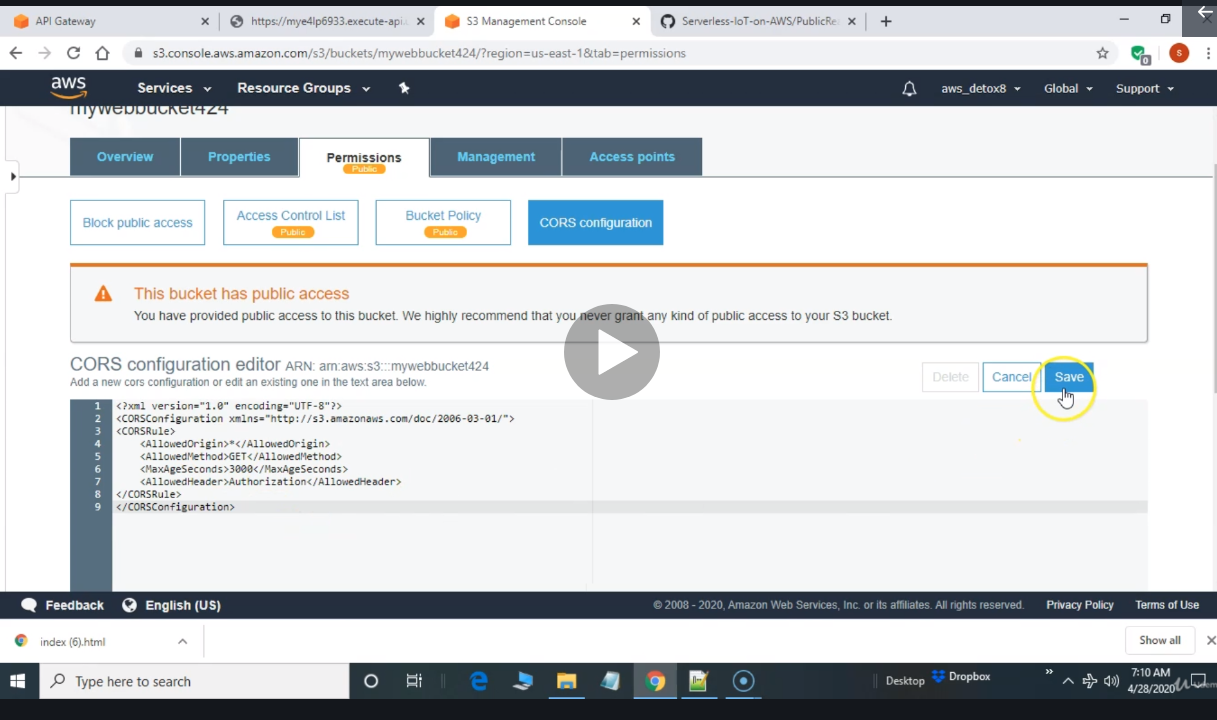 API Gateway
https://mye4lp6933.execute-api.
S3 Management Console
Serverless-IoT-on-AWS/PublicRe
s3.console.aws.amazon.com/s3/buckets/mywebbucket424/?region=us-east-1&tab=permissions
0
S
aws
Services
Resource Groups
aws_detox8
Global
Support
mywebbucket424
Overview
Properties
Permissions
Public
Management
Access points
Block public access
Access Control List
Public
Bucket Policy
Public
CORS configuration
This bucket has public access
You have provided public access to this bucket. We highly recommend that you never grant any kind of public access to your S3 bucket.
CORS configuration editor ARN: arn:aws:s3:::mywebbucket424
Add a new cors configuration or edit an existing one in the text area below.
Delete
Cancel
Save
1 <?xml version="1.0" encoding="UTF-8"?>
2 <CORSConfiguration xmlns="http://s3.amazonaws.com/doc/2006-03-01/">
3 <CORSRule>
4 <AllowedOrigin>*</AllowedOrigin>
5 <AllowedMethod>GET</AllowedMethod>
6 <MaxAgeSeconds>3000</MaxAgeSeconds>
7 <AllowedHeader>Authorization</AllowedHeader>
8 </CORSRule>
9 </CORSConfiguration>
Feedback
English (US)
© 2008 - 2020, Amazon Web Services, Inc. or its affiliates. All rights reserved.
Privacy Policy
Terms of Use
index (6).html
Show all
Type here to search
Desktop
Dropbox
7:10 AM
4/28/2020